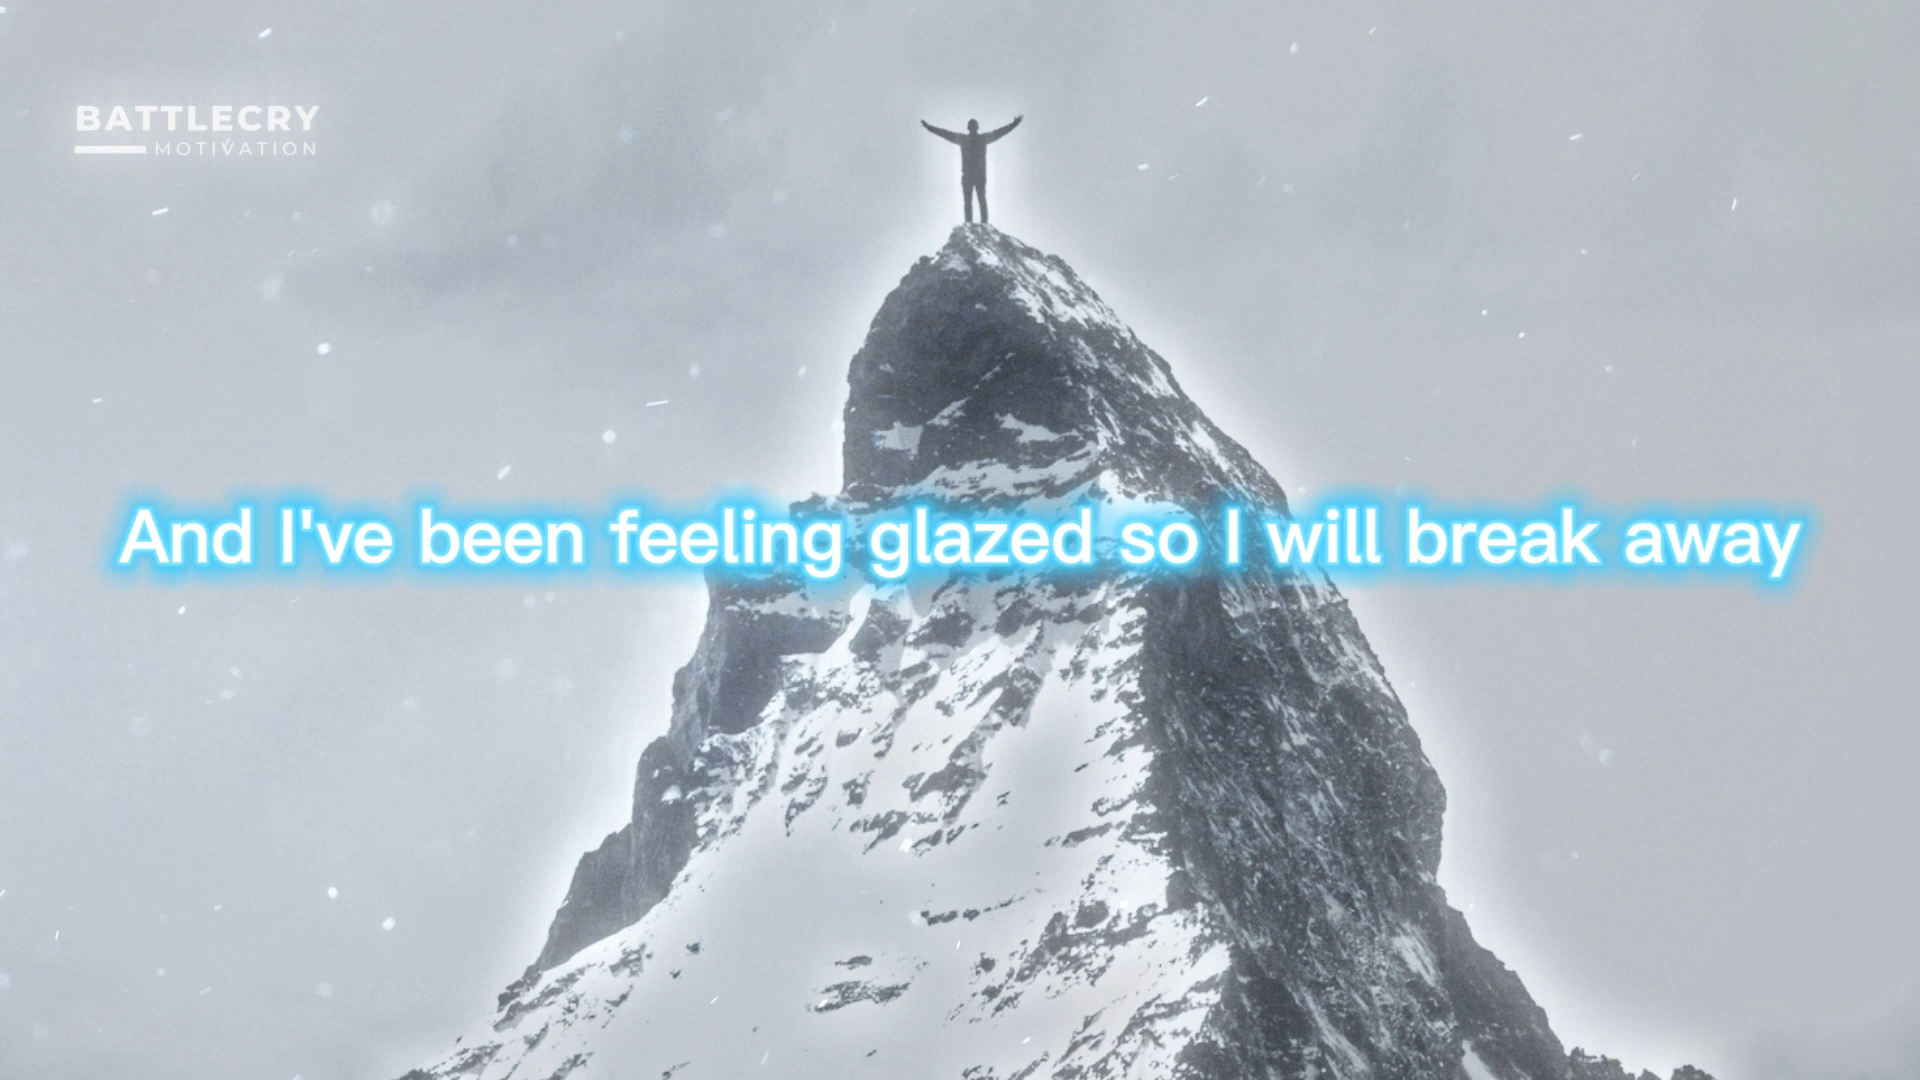 BATTLECRY
MOTIVATION
And I've been feeling glazed so I will break away